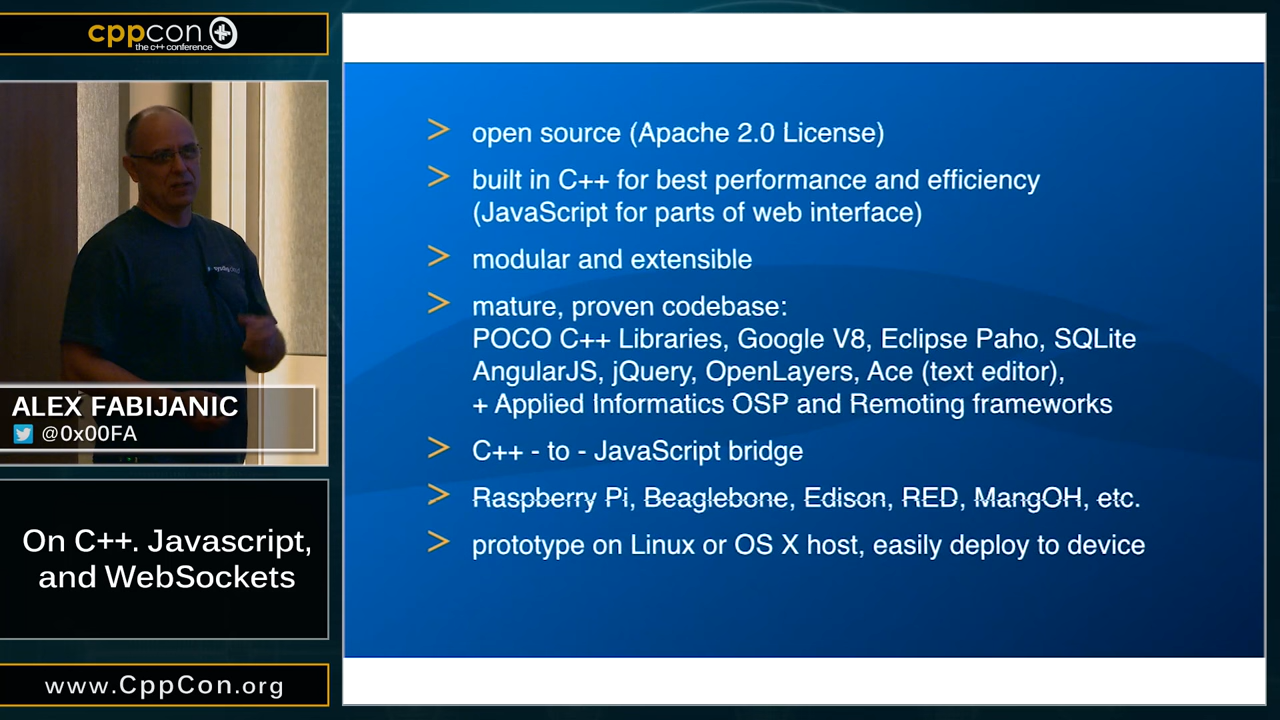 cppcon
the c++ conference
ALEX FABIJANIC
@0x00FA
On C++. Javascript,
and WebSockets
www.CppCon.org
> open source (Apache 2.0 License)
> built in C++ for best performance and efficiency
(JavaScript for parts of web interface)
> modular and extensible
> mature, proven codebase:
POCO C++ Libraries, Google V8, Eclipse Paho, SQLite
AngularJS, jQuery, OpenLayers, Ace (text editor),
+ Applied Informatics OSP and Remoting frameworks
> C++ - to - JavaScript bridge
> Raspberry Pi, Beaglebone, Edison, RED, MangOH, etc.
> prototype on Linux or OS X host, easily deploy to device